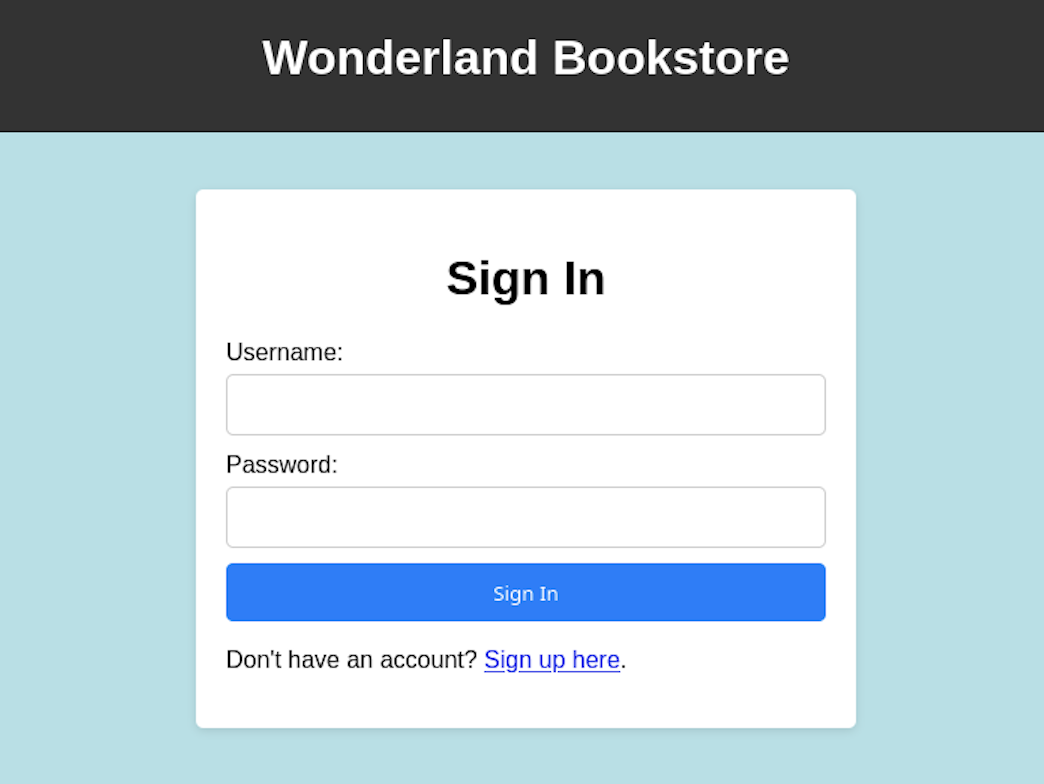 Wonderland Bookstore
Sign In
Username:
Password:
Sign In
Don't have an account? Sign up here.